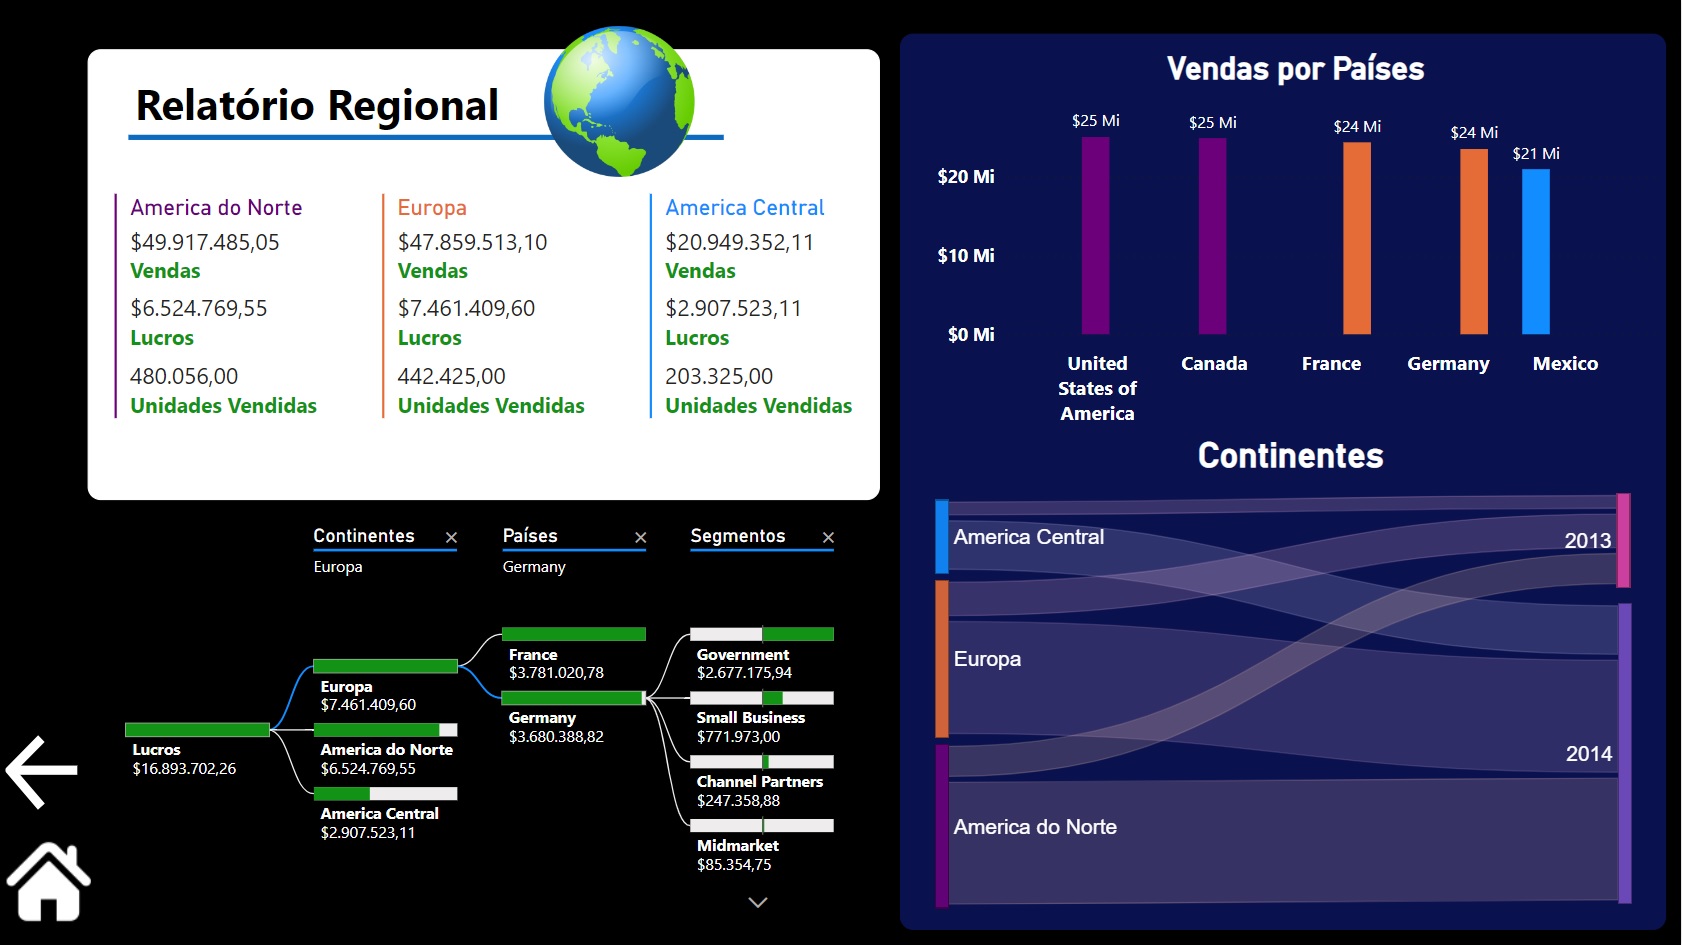 Relatório Regional
America do Norte
$49.917.485,05
Vendas
$6.524.769,55
Lucros
480.056,00
Unidades Vendidas
Europa
$47.859.513,10
Vendas
$7.461.409,60
Lucros
442.425,00
Unidades Vendidas
America Central
$20.949.352,11
Vendas
$2.907.523,11
Lucros
203.325,00
Unidades Vendidas
Vendas por Países
$25 Mi
$25 Mi
$24 Mi
$24 Mi
$21 Mi
$20 Mi
$10 Mi
$0 Mi
United
States of
America
Canada
France
Germany
Mexico
Continentes
America Central
Europa
America do Norte
2013
2014
Continentes
Europa
Países
Germany
Segmentos
Lucros
$16.893.702,26
Europa
$7.461.409,60
America do Norte
$6.524.769,55
America Central
$2.907.523,11
France
$3.781.020,78
Germany
$3.680.388,82
Government
$2.677.175,94
Small Business
$771.973,00
Channel Partners
$247.358,88
Midmarket
$85.354,75